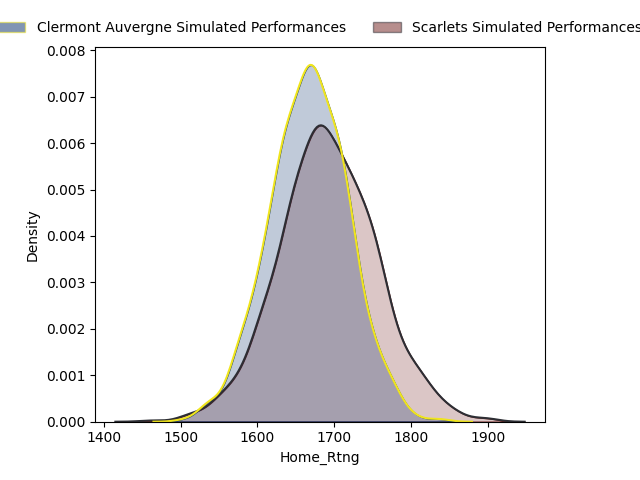 Clermont Auvergne Simulated Performances Scarlets Simulated Performances
0.008
0.007
0.006
0.005
0.004
0.003
0.002
0.001
0.000
Density
1400 1500 1600 1700 1800 1900
Home_Rtng